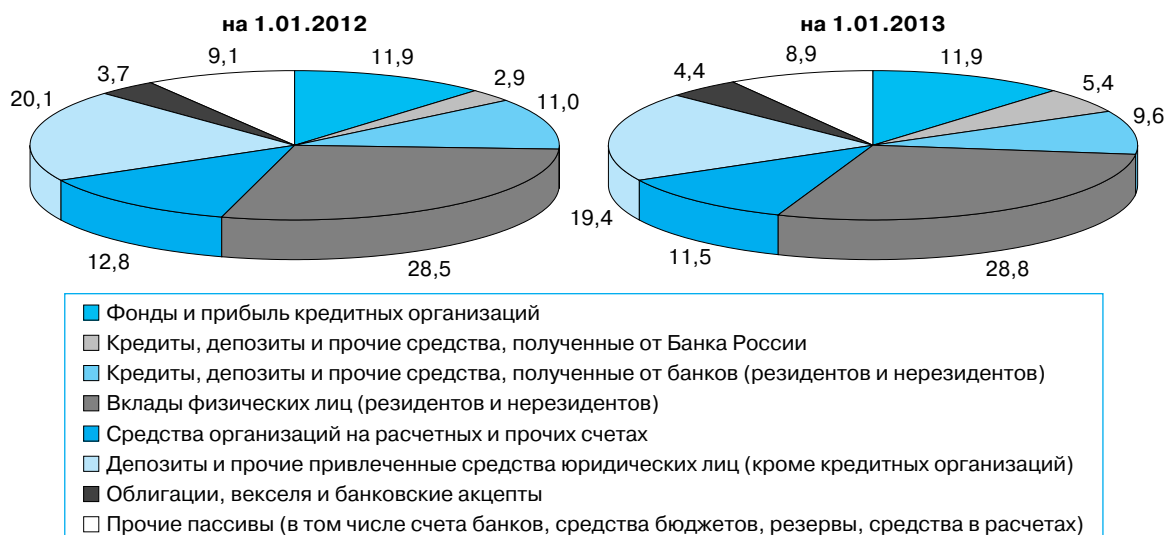 на 1.01.2012
9,1
11,9
3,7
2,9
20,1
11,0
12,8
28,5
на 1.01.2013
8,9
11,9
4,4
5,4
9,6
19,4
11,5
28,8
Фонды и прибыль кредитных организаций
Кредиты, депозиты и прочие средства, полученные от Банка России
Кредиты, депозиты и прочие средства, полученные от банков (резидентов и нерезидентов)
Вклады физических лиц (резидентов и нерезидентов)
Средства организаций на расчетных и прочих счетах
Депозиты и прочие привлеченные средства юридических лиц (кроме кредитных организаций)
Облигации, векселя и банковские акцепты
Прочие пассивы (в том числе счета банков, средства бюджетов, резервы, средства в расчетах)